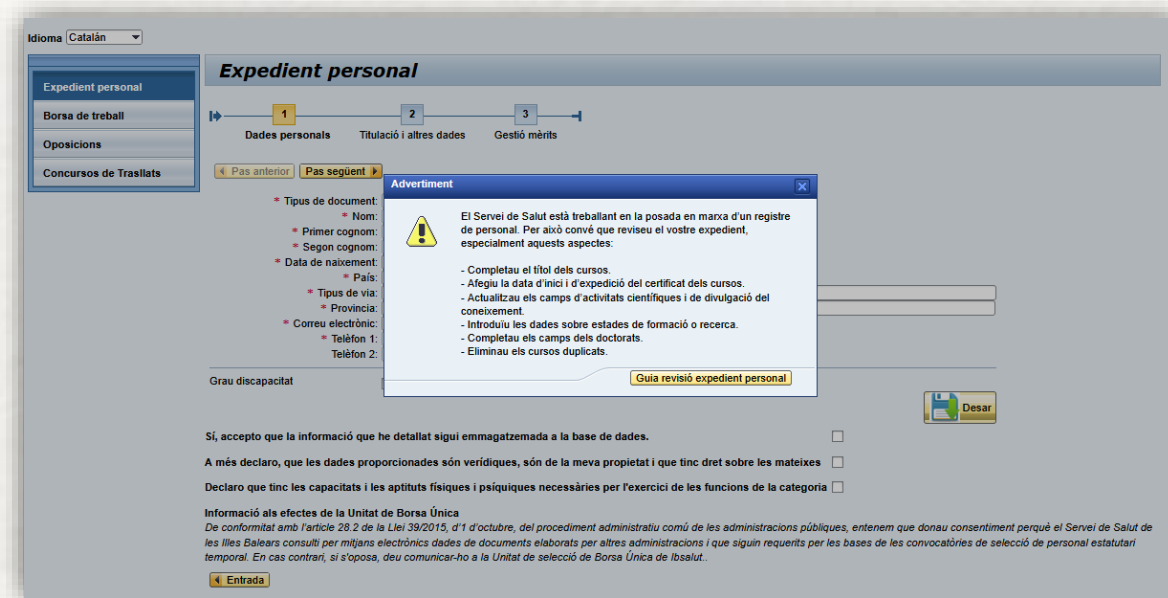 Idioma Catalán
Expedient personal
Borsa de treball
Oposicions
Concursos de Trasllats
Expedient personal
1 2 3
Dades personals Titulació i altres dades Gestió mèrits
Pas anterior Pas següent
* Tipus de document:
* Nom:
* Primer cognom:
* Segon cognom:
* Data de naixement:
* País:
* Tipus de via:
* Provincia:
* Correu electrònic:
* Telèfon 1:
Telèfon 2:
Advertiment
El Servei de Salut està treballant en la posada en marxa d'un registre
de personal. Per això convé que reviseu el vostre expedient,
especialment aquests aspectes:
- Completau el títol dels cursos.
- Afegiu la data d'inici i d'expedició del certificat dels cursos.
- Actualitzau els camps d'activitats científiques i de divulgació del
coneixement.
- Introduïu les dades sobre estades de formació o recerca.
- Completau els camps dels doctorats.
- Eliminau els cursos duplicats.
Guia revisió expedient personal
Grau discapacitat
Desar
Sí, accepto que la informació que he detallat sigui emmagatzemada a la base de dades.
A més declaro, que les dades proporcionades són verídiques, són de la meva propietat i que tinc dret sobre les mateixes
Declaro que tinc les capacitats i les aptituts físiques i psíquiques necessàries per l'exercici de les funcions de la categoria
Informació als efectes de la Unitat de Borsa Única
De conformitat amb l'article 28.2 de la Llei 39/2015, d'1 d'octubre, del procediment administratiu comú de les administracions públiques, entenem que donau consentiment perquè el Servei de Salut de
les Illes Balears consulti per mitjans electrònics dades de documents elaborats per altres administracions i que siguin requerits per les bases de les convocatòries de selecció de personal estatutari
temporal. En cas contrari, si s'oposa, deu comunicar-ho a la Unitat de selecció de Borsa Única de Ibsalut..
Entrada